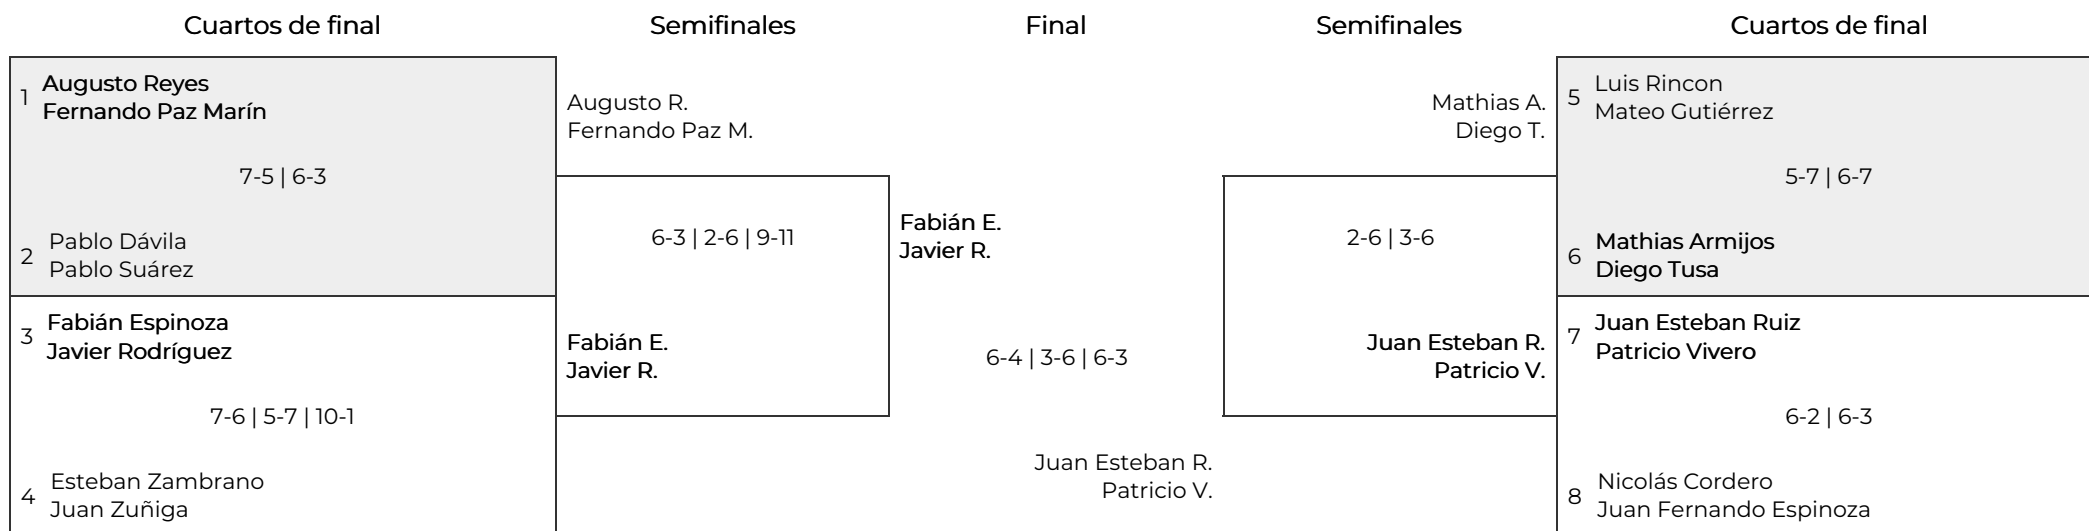 Cuartos de final
Semifinales
Final
Semifinales
Cuartos de final
1
Augusto Reyes
Fernando Paz Marín
7-5 | 6-3
2
Pablo Dávila
Pablo Suárez
3
Fabián Espinoza
Javier Rodríguez
7-6 | 5-7 | 10-1
4
Esteban Zambrano
Juan Zuñiga
Augusto R.
Fernando Paz M.
6-3 | 2-6 | 9-11
Fabián E.
Javier R.
Fabián E.
Javier R.
6-4 | 3-6 | 6-3
Juan Esteban R.
Patricio V.
Mathias A.
Diego T.
2-6 | 3-6
Juan Esteban R.
Patricio V.
5
Luis Rincon
Mateo Gutiérrez
5-7 | 6-7
6
Mathias Armijos
Diego Tusa
7
Juan Esteban Ruiz
Patricio Vivero
6-2 | 6-3
8
Nicolás Cordero
Juan Fernando Espinoza